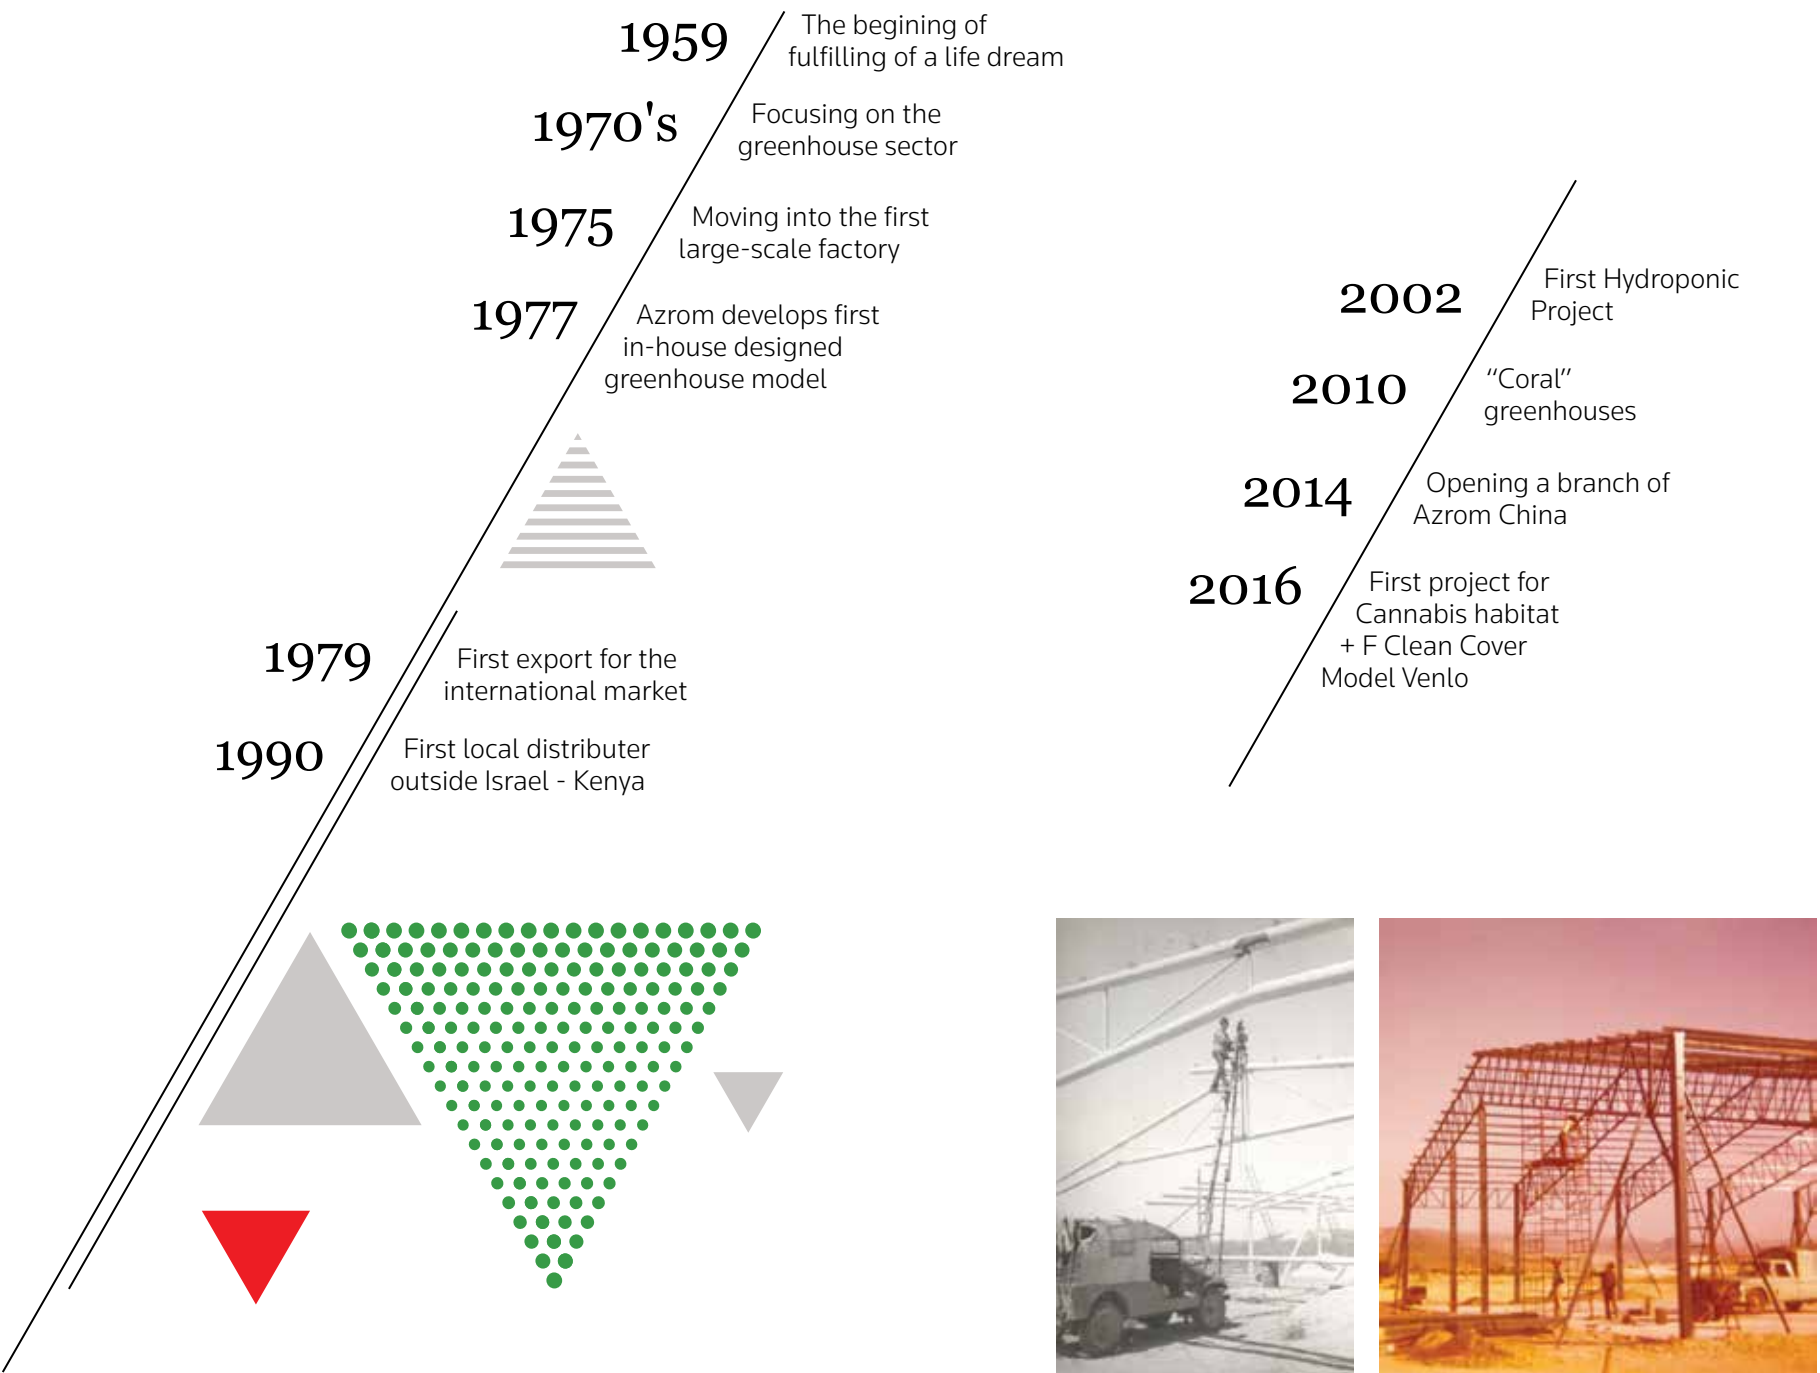 1959
The begining of
fulfilling of a life dream
1970's
Focusing on the
greenhouse sector
1975
Moving into the first
large-scale factory
1977
Azrom develops first
in-house designed
greenhouse model
1979
First export for the
international market
1990
First local distributer
outside Israel - Kenya
2002
First Hydroponic
Project
2010
“Coral”
greenhouses
2014
Opening a branch of
Azrom China
2016
First project for
Cannabis habitat
+ F Clean Cover
Model Venlo